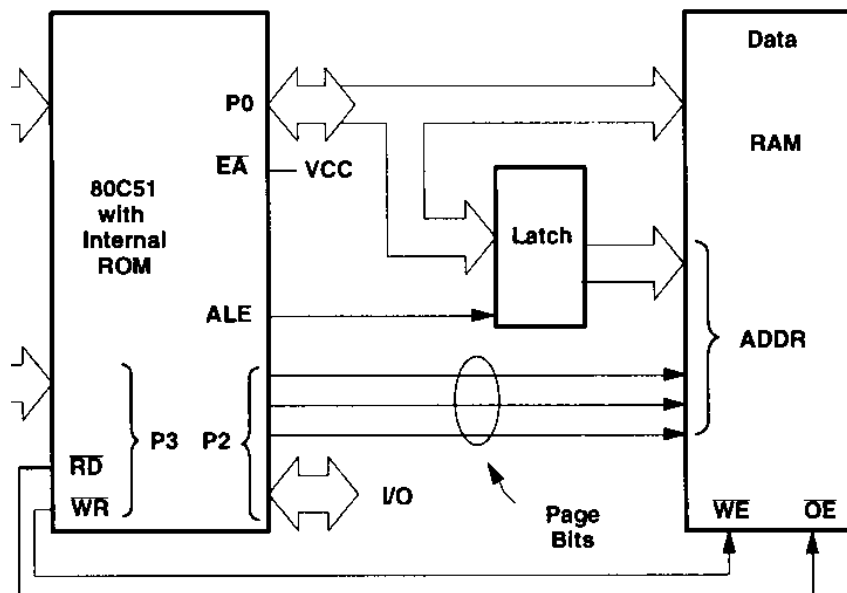 Data
P0
RAM
EA
VCC
80C51
with
Internal
ROM
Latch
ALE
ADDR
P3
P2
RD
I/O
WR
Page
Bits
WE
OE